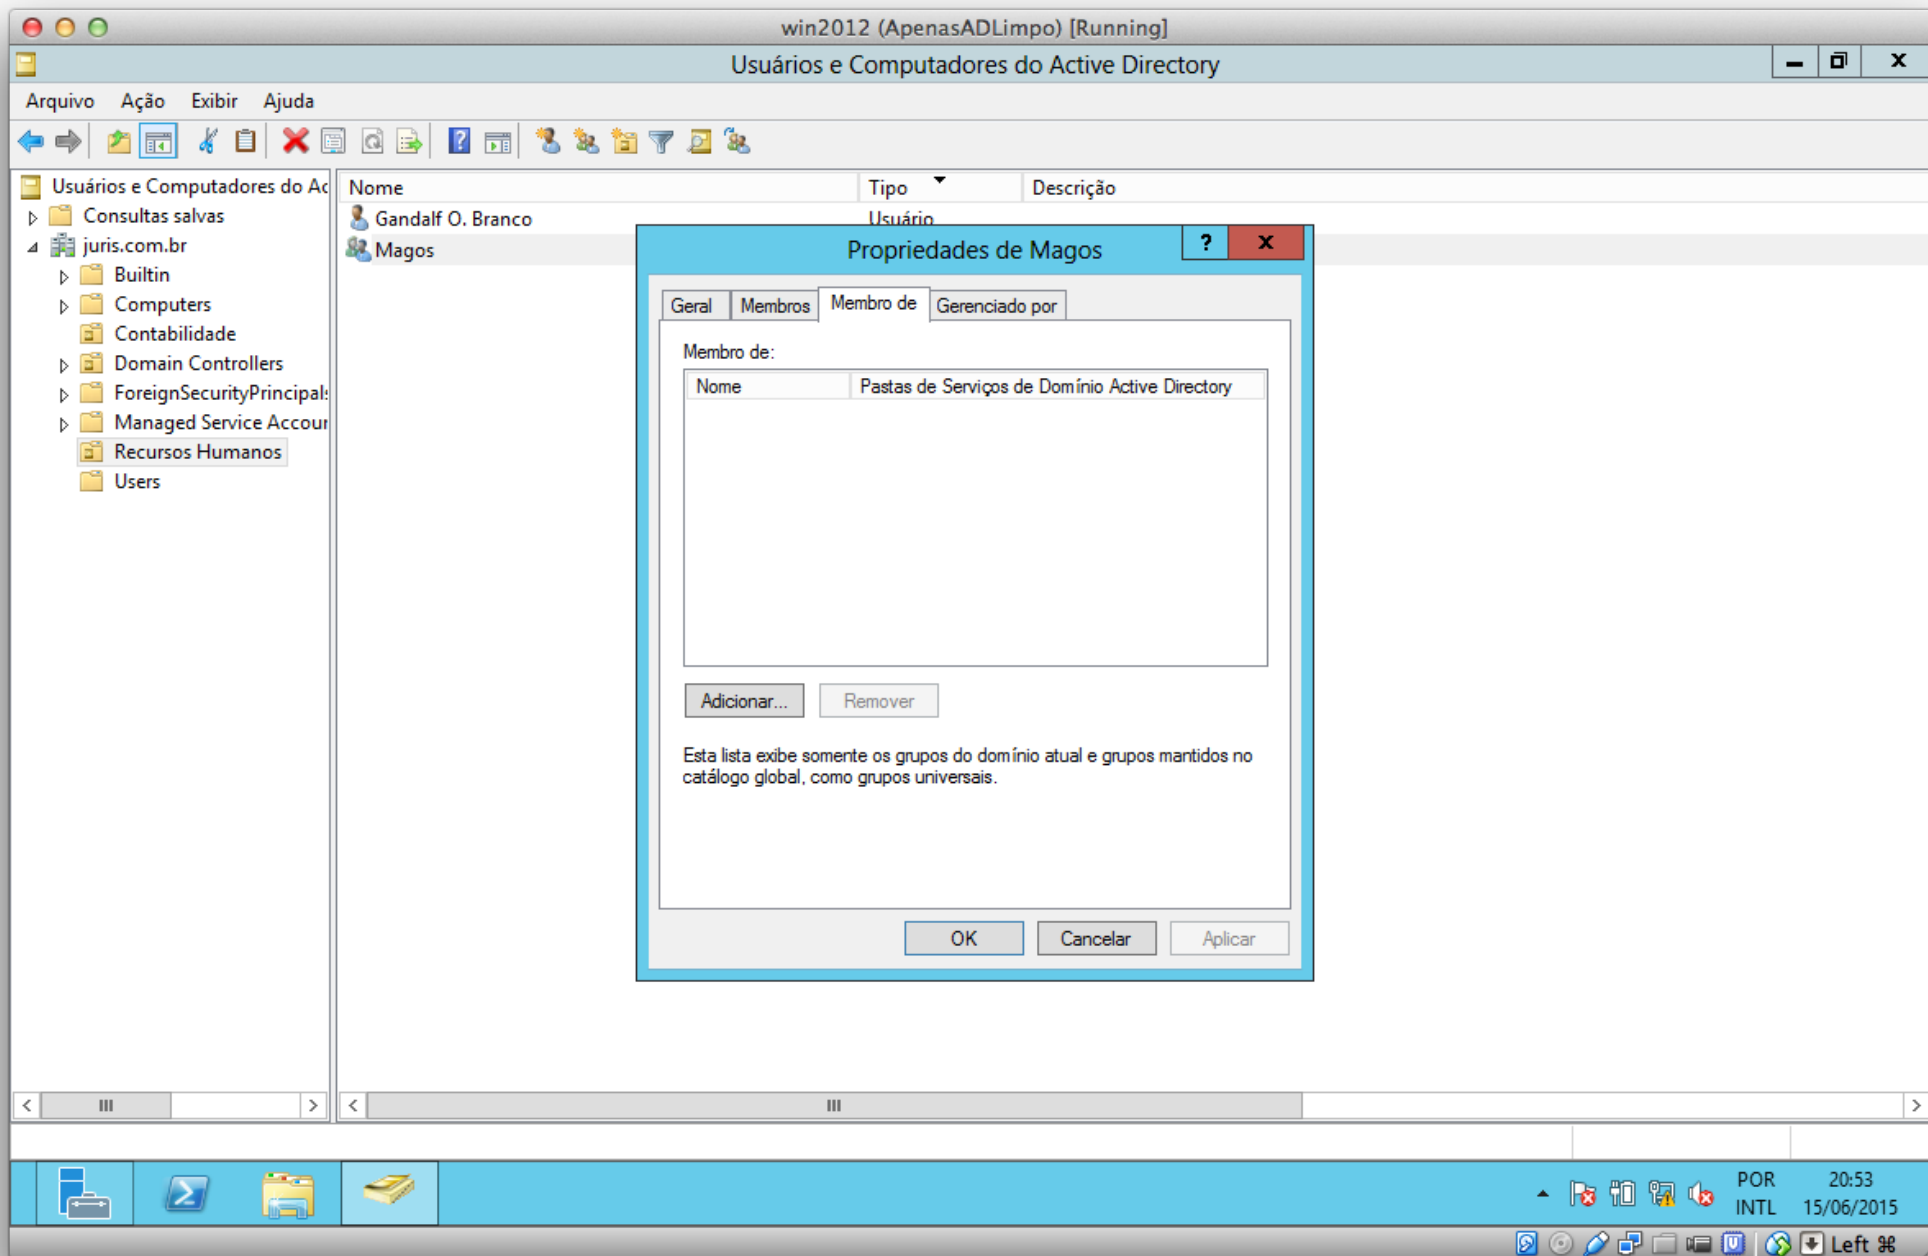 win2012 (ApenasADLimpo) [Running]
Usuários e Computadores do Active Directory
Arquivo Ação Exibir Ajuda
Usuários e Computadores do Ac
Consultas salvas
juris.com.br
Builtin
Computers
Contabilidade
Domain Controllers
ForeignSecurityPrincipals
Managed Service Accour
Recursos Humanos
Users
Nome Tipo Descrição
Gandalf O. Branco Usuário
Magos
Propriedades de Magos ? x
Geral Membros Membro de Gerenciado por
Membro de:
Nome Pastas de Serviços de Domínio Active Directory
Adicionar... Remover
Esta lista exibe somente os grupos do domínio atual e grupos mantidos no
catálogo global, como grupos universais.
OK Cancelar Aplicar
POR 20:53
INTL 15/06/2015
Left ⌘